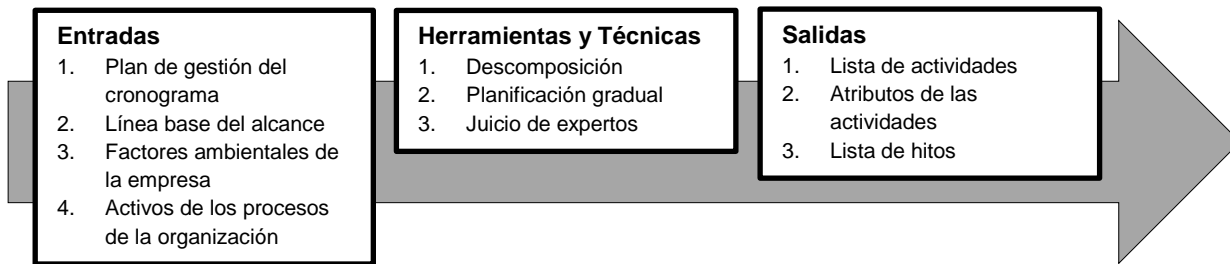 Entradas
1. Plan de gestión del
cronograma
2. Línea base del alcance
3. Factores ambientales de
la empresa
4. Activos de los procesos
de la organización
Herramientas y Técnicas
1. Descomposición
2. Planificación gradual
3. Juicio de expertos
Salidas
1. Lista de actividades
2. Atributos de las
actividades
3. Lista de hitos